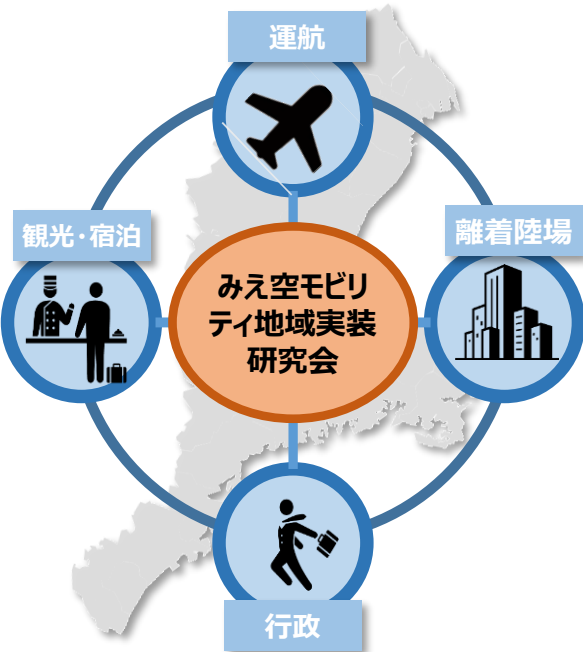 運航
観光・宿泊
離着陸場
みえ空モビリ
ティ地域実装
研究会
行政